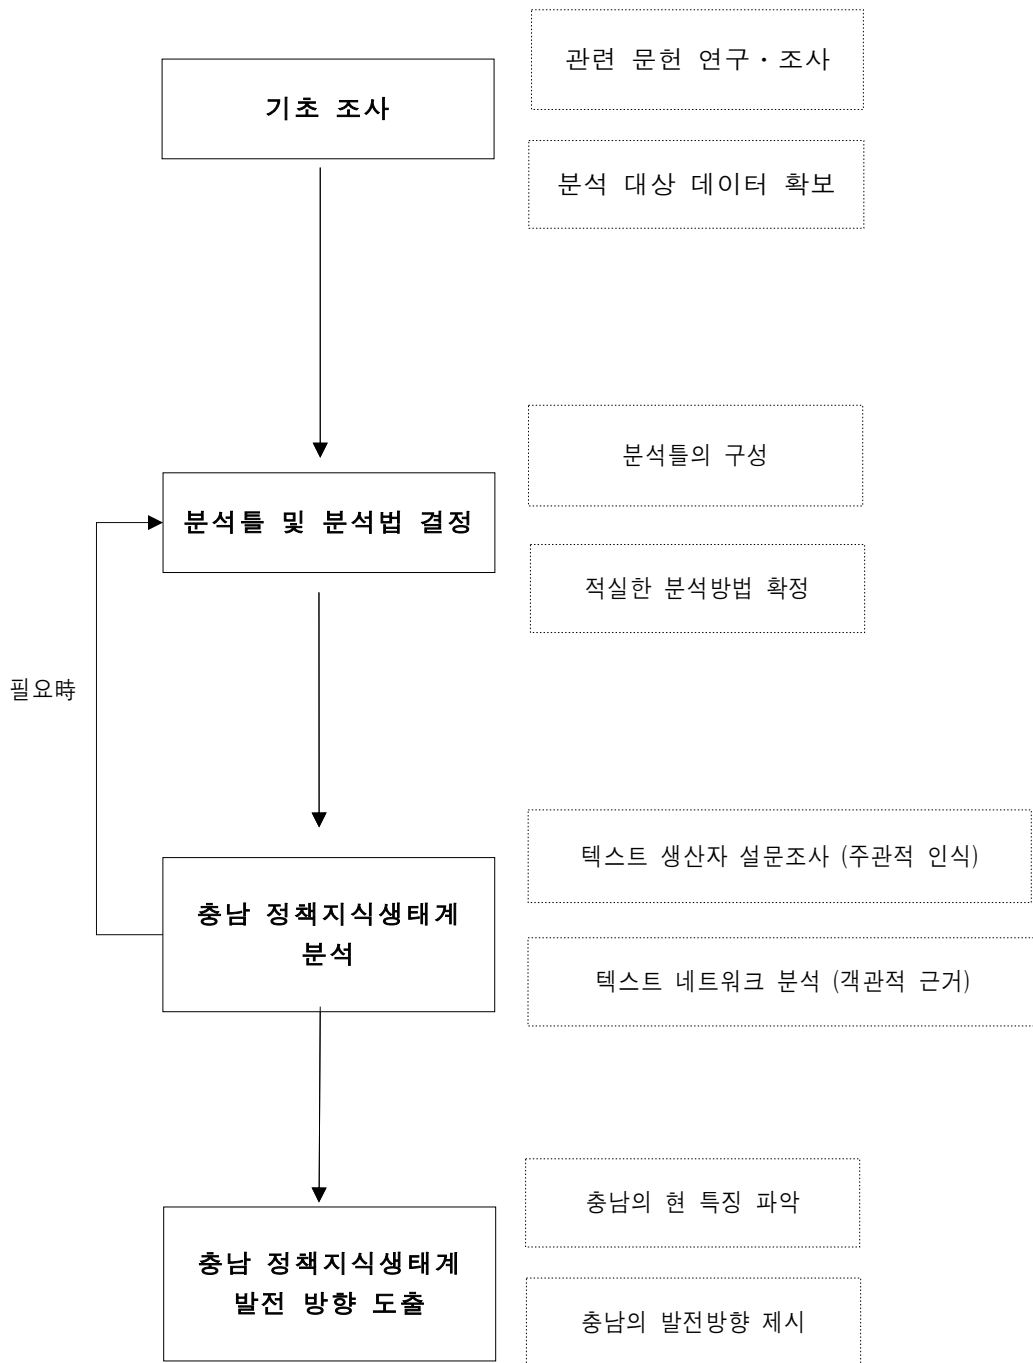 관련 문헌 연구・조사
기초 조사
분석 대상 데이터 확보
분석틀의 구성
분석틀 및 분석법 결정
적실한 분석방법 확정
필요時
텍스트 생산자 설문조사 (주관적 인식)
충남 정책지식생태계
분석
텍스트 네트워크 분석 (객관적 근거)
충남의 현 특징 파악
충남 정책지식생태계
발전 방향 도출
충남의 발전방향 제시